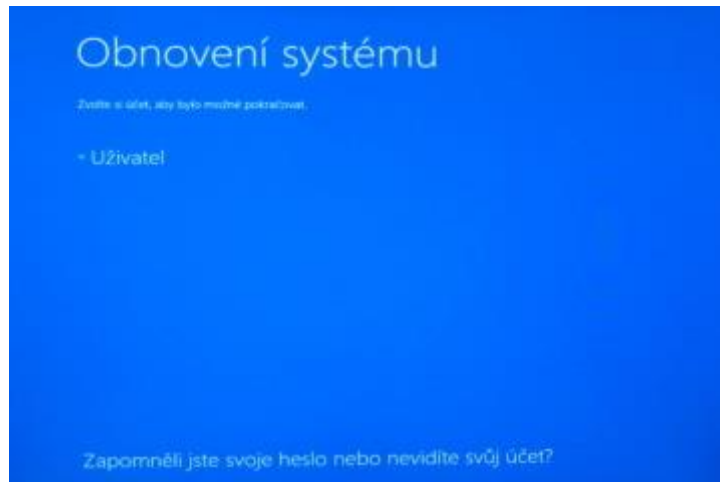 Obnovení systému
Zvolte si účet, aby bylo možné pokračovat.
Uživatel
Zapomněli jste svoje heslo nebo nevidíte svůj účet?